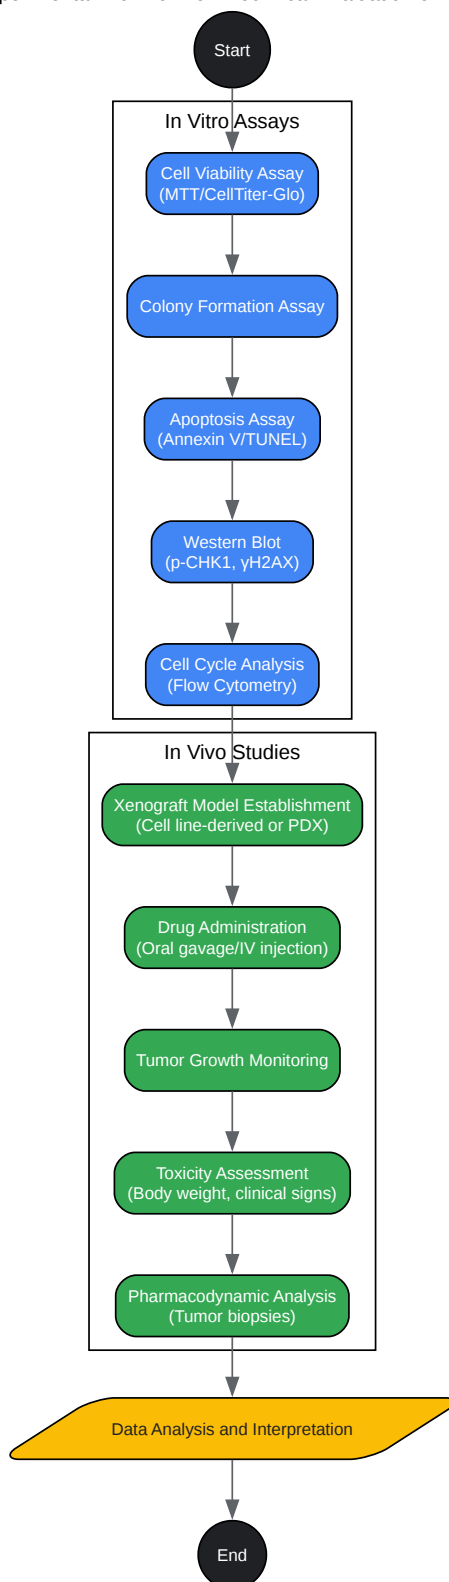 Start
In Vitro Assays
Cell Viability Assay
(MTT/CellTiter-Glo)
Colony Formation Assay
Apoptosis Assay
(Annexin V/TUNEL)
Western Blot
(p-CHK1, γH2AX)
Cell Cycle Analysis
(Flow Cytometry)
In Vivo Studies
Xenograft Model Establishment
(Cell line-derived or PDX)
Drug Administration
(Oral gavage/IV injection)
Tumor Growth Monitoring
Toxicity Assessment
(Body weight, clinical signs)
Pharmacodynamic Analysis
(Tumor biopsies)
Data Analysis and Interpretation
End